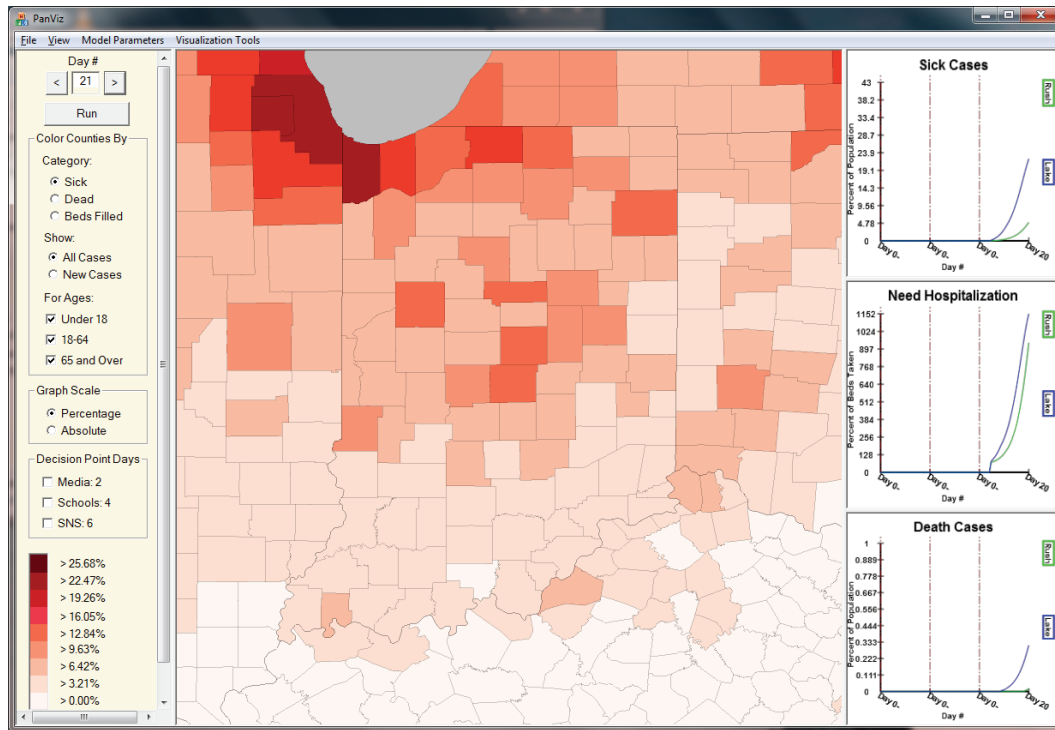 PanViz
File View Model Parameters Visualization Tools
Day #
< 21 >
Run
Color Counties By
Category:
Sick
Dead
Beds Filled
Show:
All Cases
New Cases
For Ages:
Under 18
18-64
65 and Over
Graph Scale
Percentage
Absolute
Decision Point Days
Media: 2
Schools: 4
SNS: 6
> 25.68%
> 22.47%
> 19.26%
> 16.05%
> 12.84%
> 9.63%
> 6.42%
> 3.21%
> 0.00%
Sick Cases
Percent of Population
43
38.2
33.4
28.7
23.9
19.1
14.3
9.56
4.78
0
Day 0- Day 0- Day 0- Day 20
Day #
Rush
Lake
Need Hospitalization
Percent of Beds Taken
1152
1024
897
768
640
512
384
256
128
0
Day 0- Day 0- Day 0- Day 20
Day #
Rush
Lake
Death Cases
Percent of Population
1
0.889
0.778
0.667
0.556
0.444
0.333
0.222
0.111
0
Day 0- Day 0- Day 0- Day 20
Day #
Rush
Lake